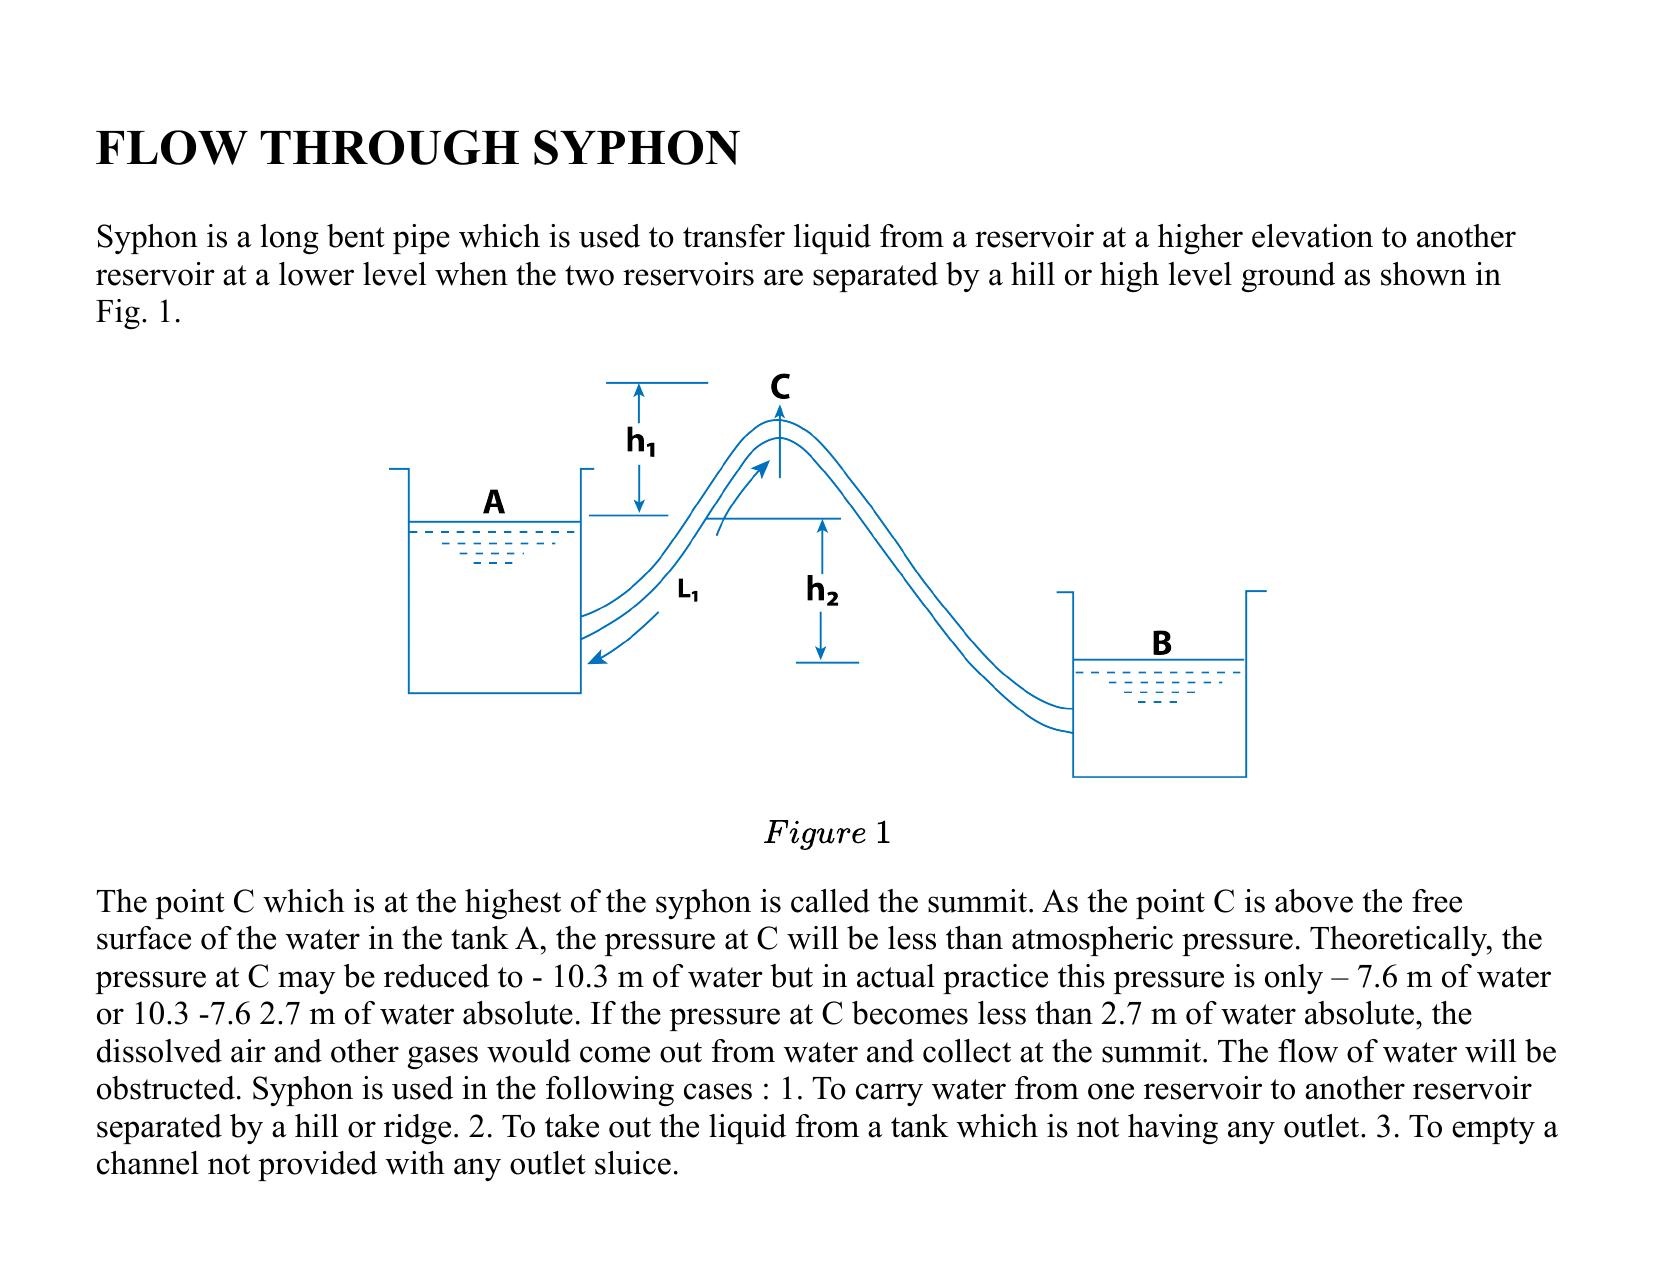 FLOW THROUGH SYPHON
Syphon is a long bent pipe which is used to transfer liquid from a reservoir at a higher elevation to another
reservoir at a lower level when the two reservoirs are separated by a hill or high level ground as shown in
Fig. 1.
C
h₁
A
L₁
h₂
B
Figure 1
The point C which is at the highest of the syphon is called the summit. As the point C is above the free
surface of the water in the tank A, the pressure at C will be less than atmospheric pressure. Theoretically, the
pressure at C may be reduced to - 10.3 m of water but in actual practice this pressure is only – 7.6 m of water
or 10.3 -7.6 2.7 m of water absolute. If the pressure at C becomes less than 2.7 m of water absolute, the
dissolved air and other gases would come out from water and collect at the summit. The flow of water will be
obstructed. Syphon is used in the following cases : 1. To carry water from one reservoir to another reservoir
separated by a hill or ridge. 2. To take out the liquid from a tank which is not having any outlet. 3. To empty a
channel not provided with any outlet sluice.